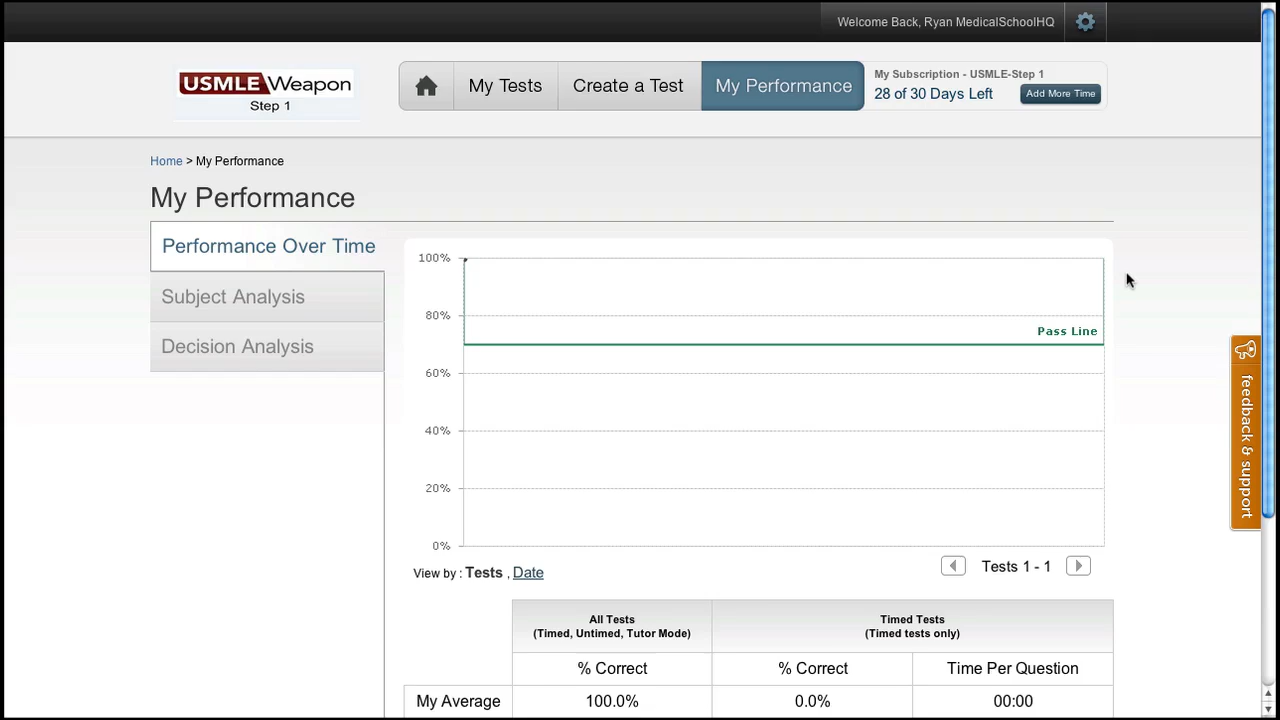 Welcome Back, Ryan MedicalSchoolHQ
USMLE Weapon
Step 1
My Tests
Create a Test
My Performance
My Subscription - USMLE-Step 1
28 of 30 Days Left
Add More Time
Home > My Performance
My Performance
Performance Over Time
Subject Analysis
Decision Analysis
100%
80%
Pass Line
60%
40%
20%
0%
feedback & support
View by : Tests , Date
Tests 1 - 1
All Tests
(Timed, Untimed, Tutor Mode)
Timed Tests
(Timed tests only)
% Correct
% Correct
Time Per Question
My Average
100.0%
0.0%
00:00